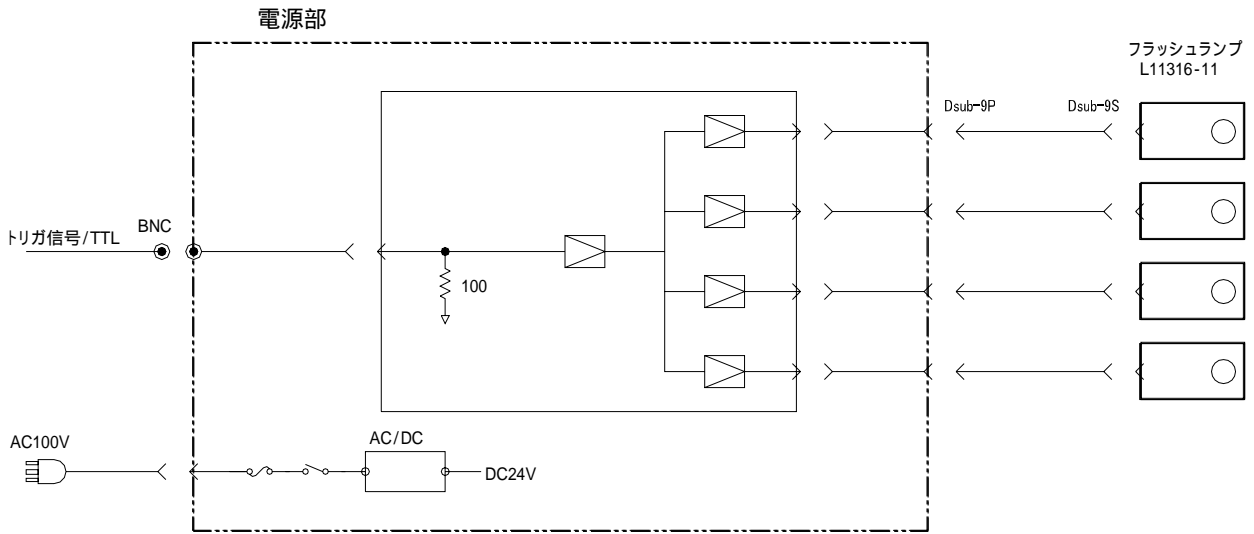 電源部
フラッシュランプ
L11316-11
Dsub-9P
Dsub-9S
BNC
トリガ信号/TTL
100
AC100V
AC/DC
DC24V